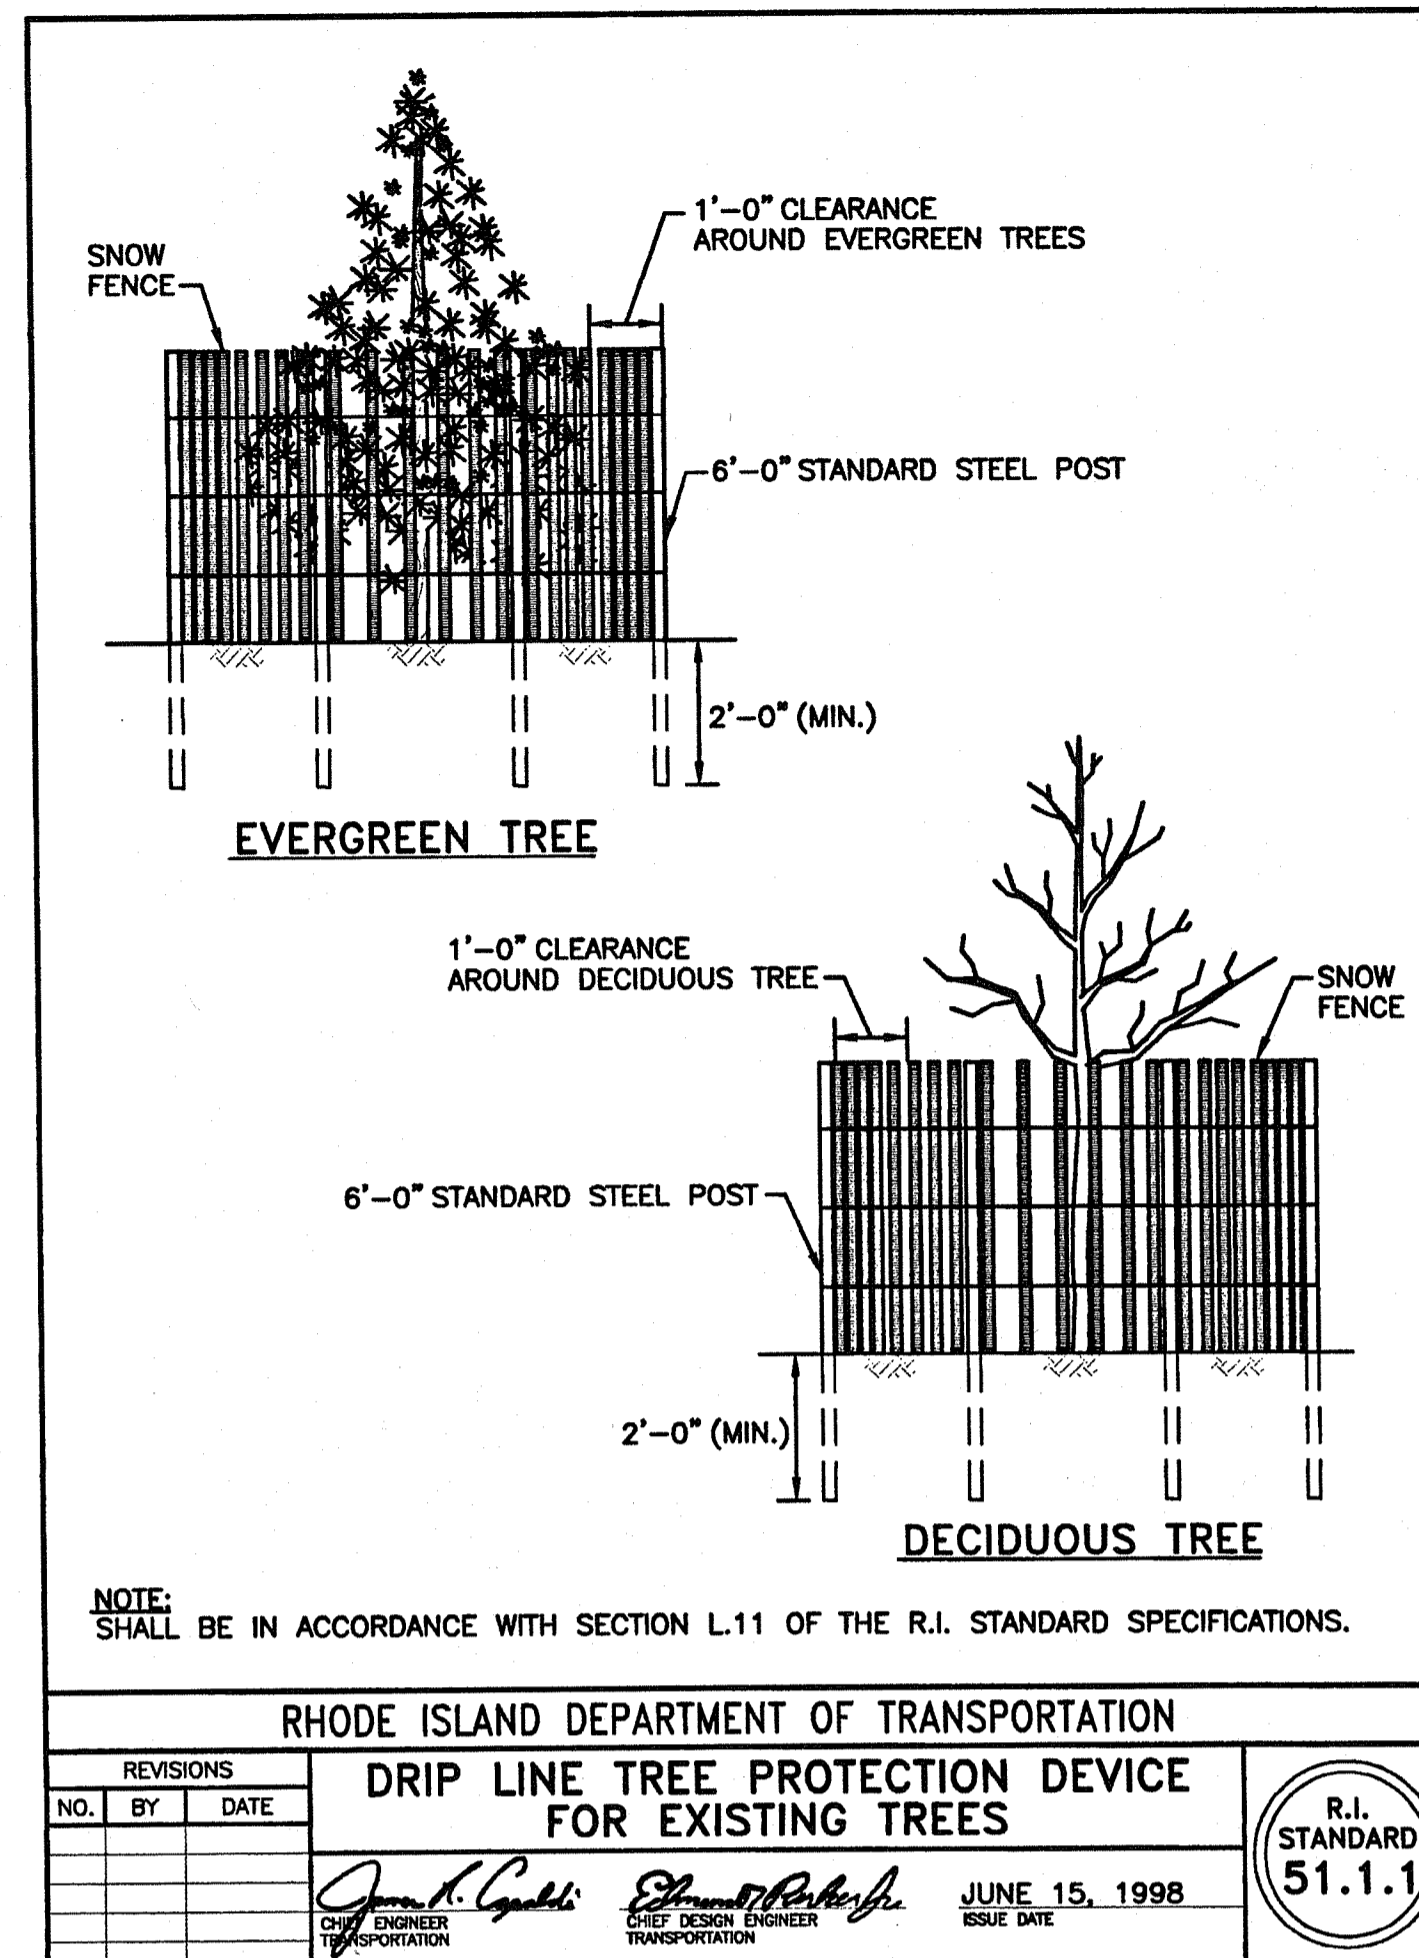 1'-0" CLEARANCE
AROUND EVERGREEN TREES
SNOW
FENCE
6'-0" STANDARD STEEL POST
2'-0" (MIN.)
EVERGREEN TREE
1'-0" CLEARANCE
AROUND DECIDUOUS TREE
SNOW
FENCE
6'-0" STANDARD STEEL POST
2'-0" (MIN.)
DECIDUOUS TREE
NOTE:
SHALL BE IN ACCORDANCE WITH SECTION L.11 OF THE R.I. STANDARD SPECIFICATIONS.
RHODE ISLAND DEPARTMENT OF TRANSPORTATION
REVISIONS
NO. BY DATE
DRIP LINE TREE PROTECTION DEVICE
FOR EXISTING TREES
CHIEF ENGINEER
TRANSPORTATION
CHIEF DESIGN ENGINEER
TRANSPORTATION
JUNE 15, 1998
ISSUE DATE
R.I.
STANDARD
51.1.1